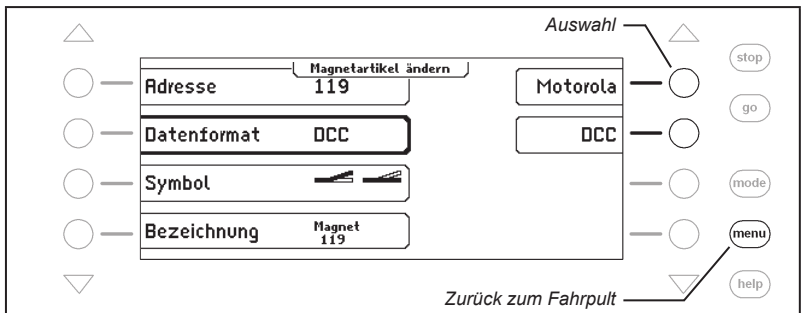 Auswahl
stop
Magnetartikel ändern
Adresse 119
Motorola
go
Datenformat DCC
DCC
Symbol
mode
Bezeichnung Magnet 119
menu
help
Zurück zum Fahrpult